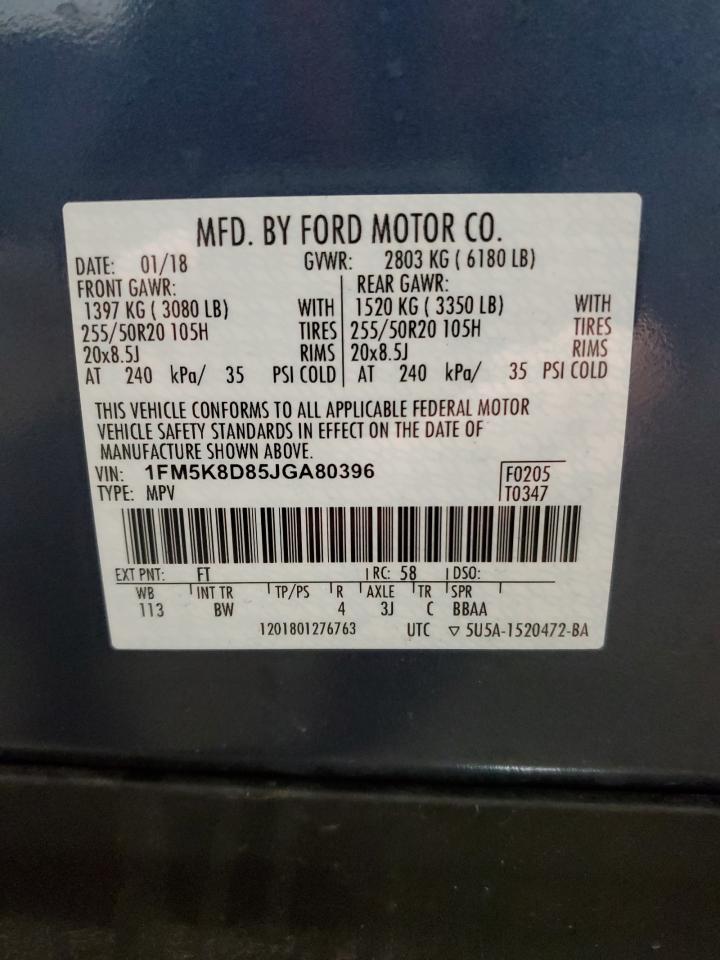 MFD. BY FORD MOTOR CO.
DATE: 01/18 GVWR: 2803 KG ( 6180 LB)
FRONT GAWR: REAR GAWR:
1397 KG ( 3080 LB) WITH 1520 KG ( 3350 LB) WITH
255/50R20 105H TIRES 255/50R20 105H TIRES
20x8.5J RIMS 20x8.5J RIMS
AT 240 kPa/ 35 PSI COLD AT 240 kPa/ 35 PSI COLD
THIS VEHICLE CONFORMS TO ALL APPLICABLE FEDERAL MOTOR
VEHICLE SAFETY STANDARDS IN EFFECT ON THE DATE OF
MANUFACTURE SHOWN ABOVE.
VIN: 1FM5K8D85JGA80396 F0205
TYPE: MPV T0347
EXT PNT: FT RC: 58 DSO:
WB INT TR TP/PS R AXLE TR SPR
113 BW 4 3J C BBAA
1201801276763 UTC ▽ 5U5A-1520472-BA